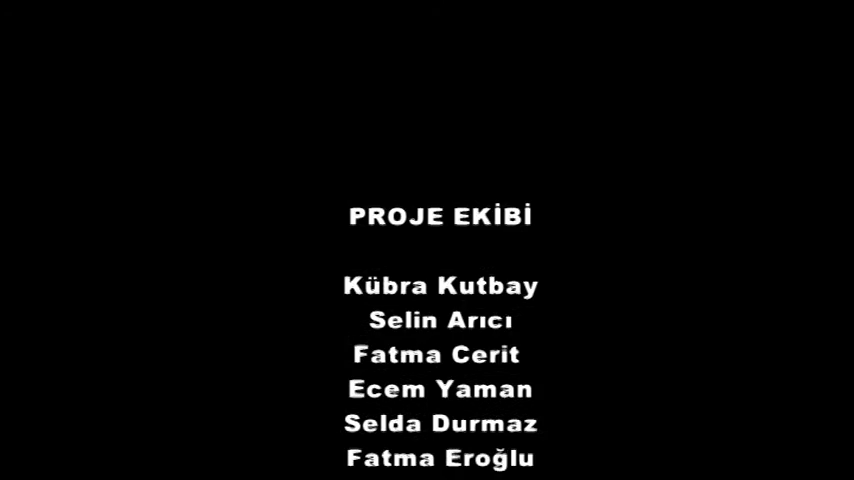 PROJE EKİBİ
Kübra Kutbay
Selin Arıcı
Fatma Cerit
Ecem Yaman
Selda Durmaz
Fatma Eroğlu